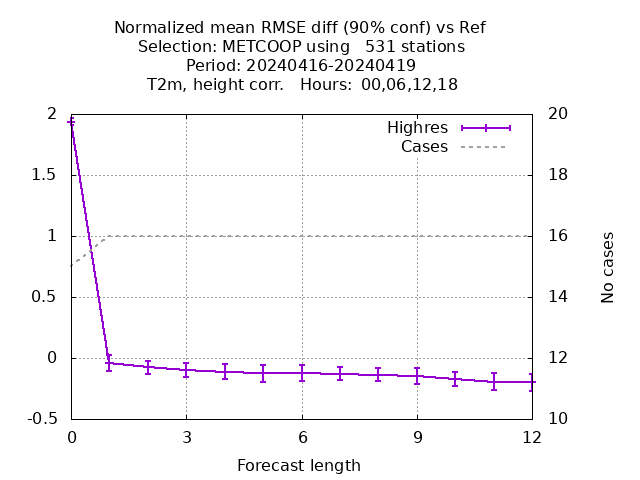 Normalized mean RMSE diff (90% conf) vs Ref
Selection: METCOOP using   531 stations
Period: 20240416-20240419
T2m, height corr.   Hours:  00,06,12,18
Highres
Cases
2
1.5
1
0.5
0
-0.5
20
18
16
14
12
10
No cases
0 3 6 9 12
Forecast length